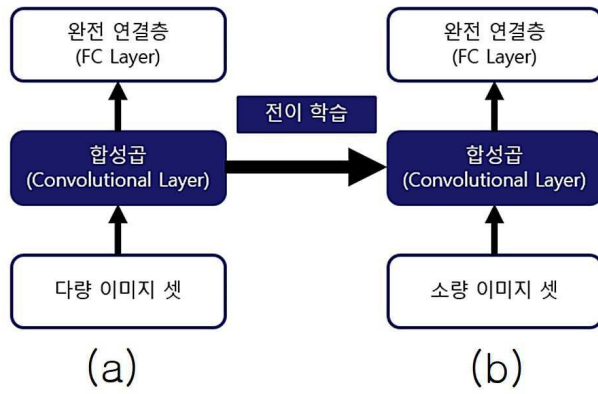 완전 연결층
(FC Layer)
완전 연결층
(FC Layer)
전이 학습
합성곱
(Convolutional Layer)
합성곱
(Convolutional Layer)
다량 이미지 셋
소량 이미지 셋
(a)
(b)